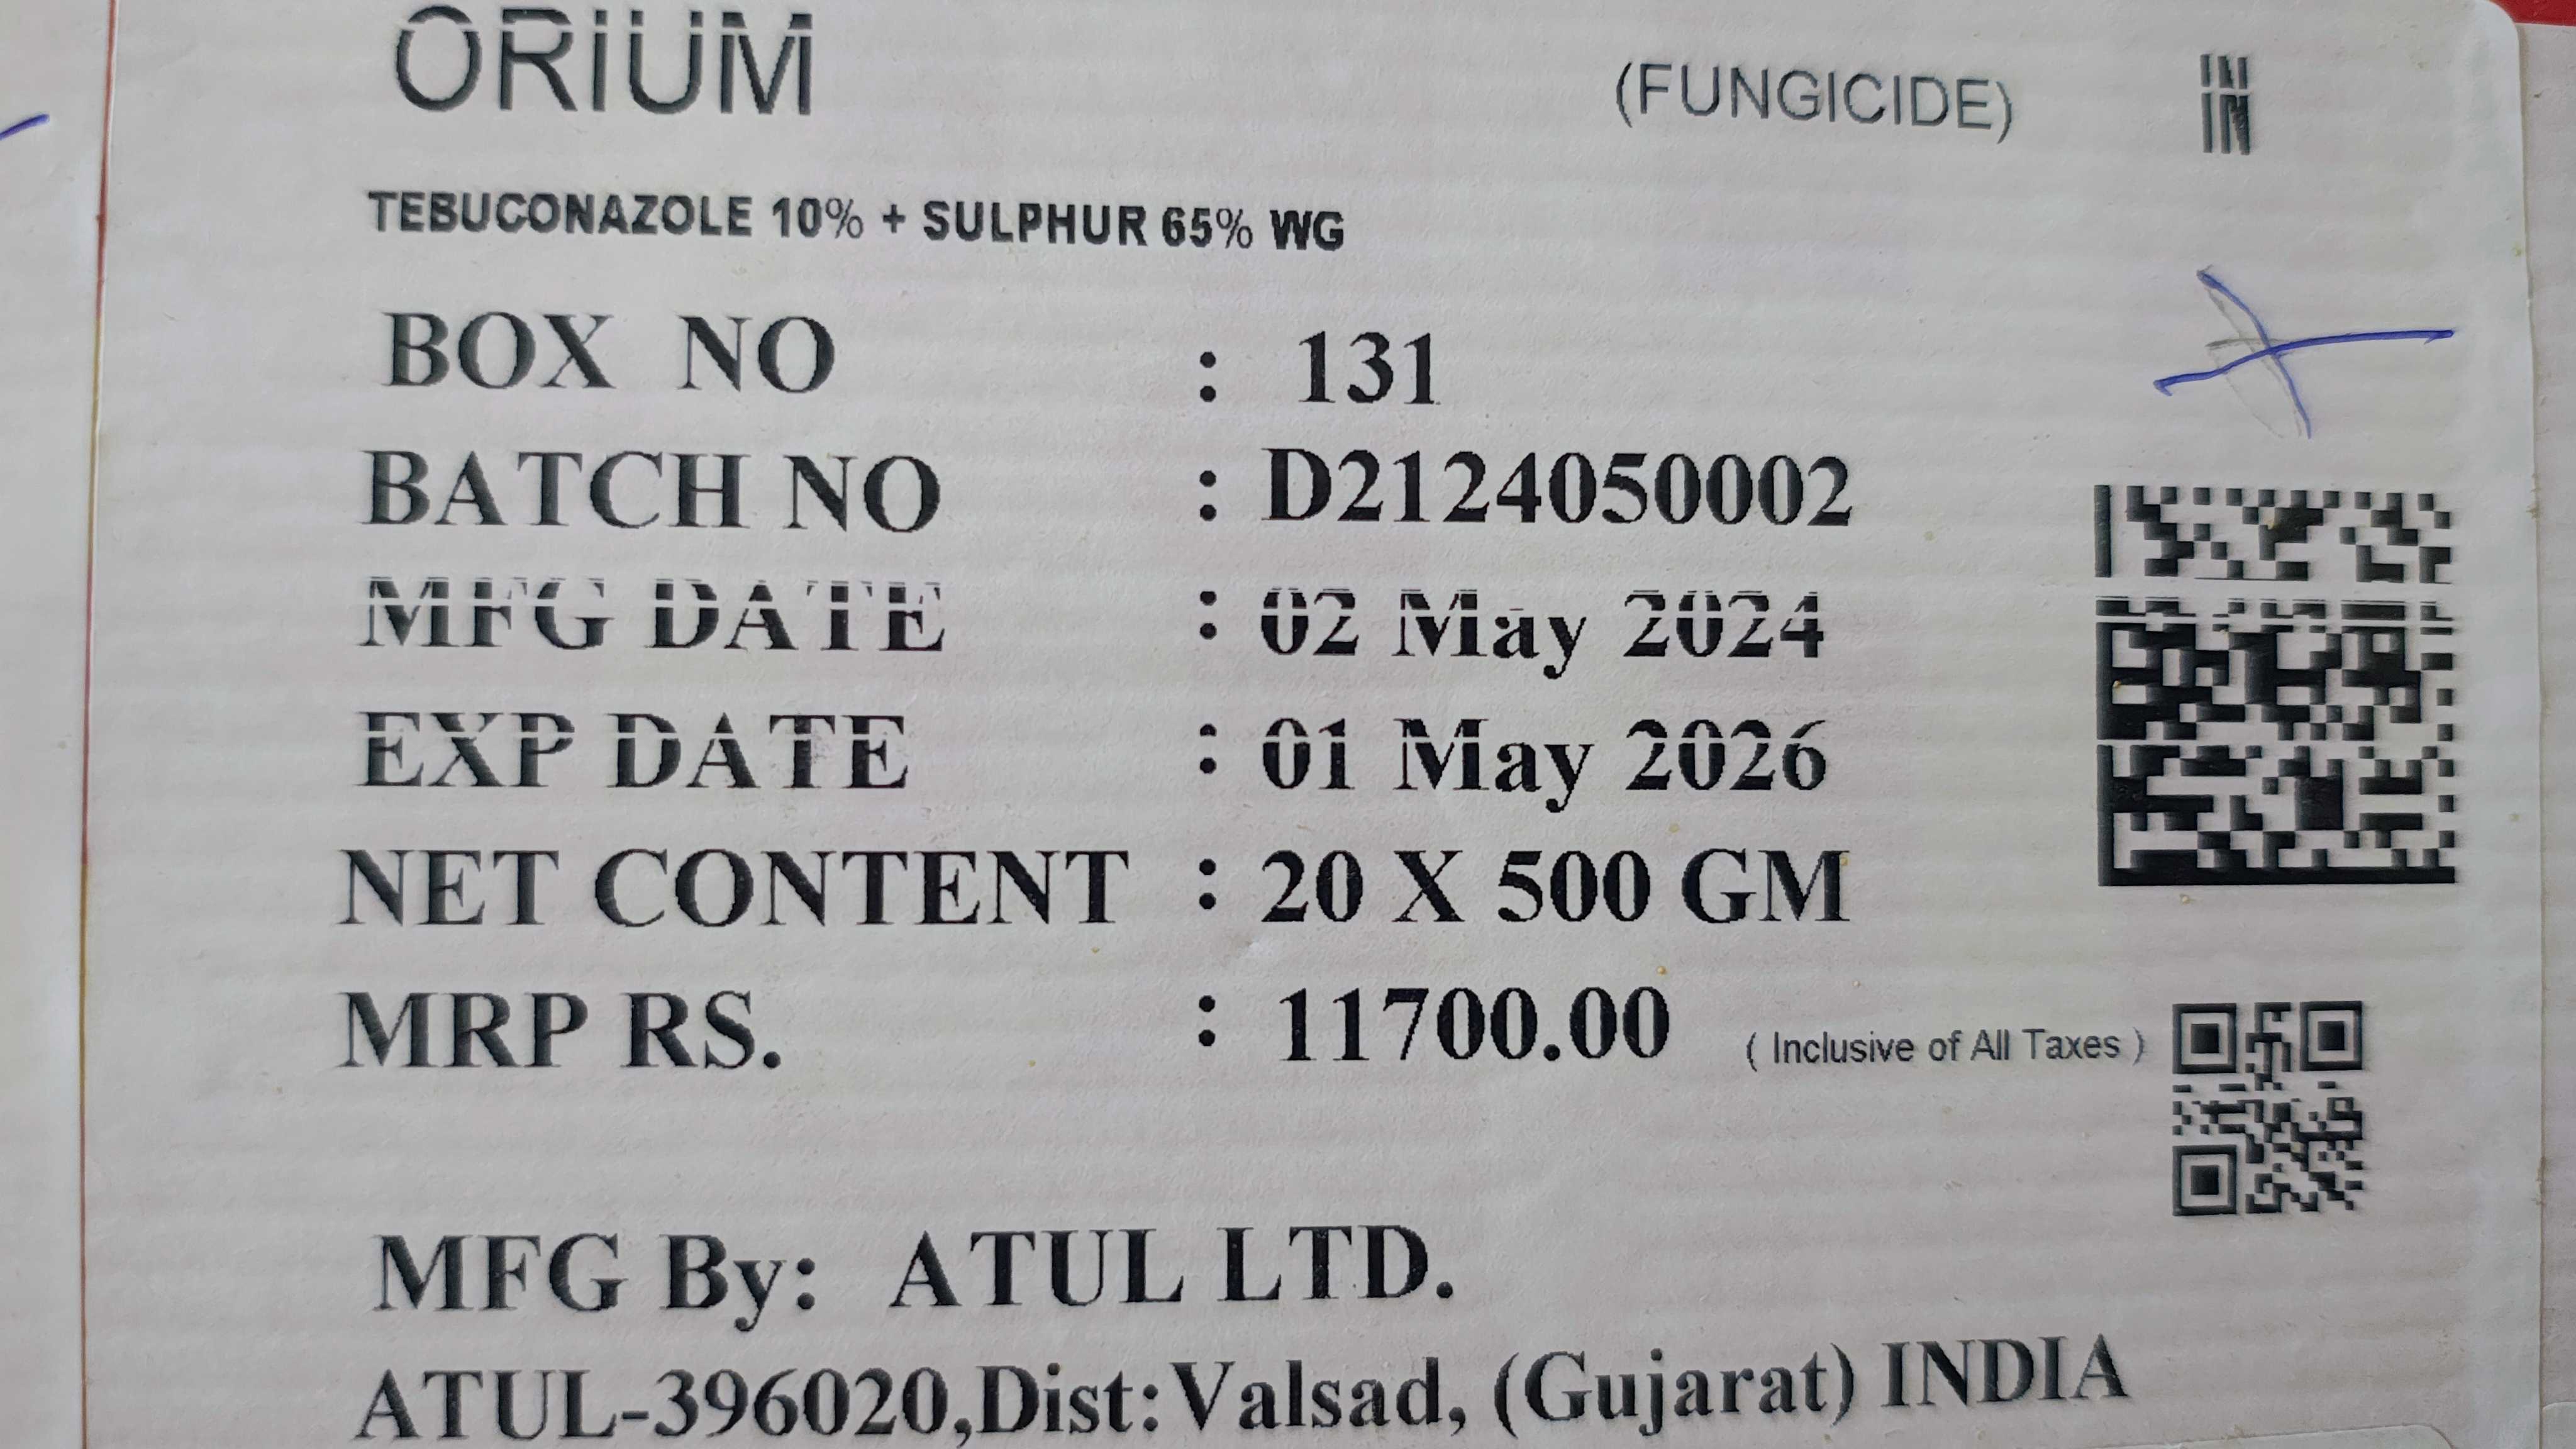 ORIUM (FUNGICIDE) IN
IN
TEBUCONAZOLE 10% + SULPHUR 65% WG
BOX NO : 131
BATCH NO : D2124050002
MFG DATE : 02 May 2024
EXP DATE : 01 May 2026
NET CONTENT : 20 X 500 GM
MRP RS. : 11700.00 ( Inclusive of All Taxes )
MFG By: ATUL LTD.
ATUL-396020,Dist:Valsad, (Gujarat) INDIA